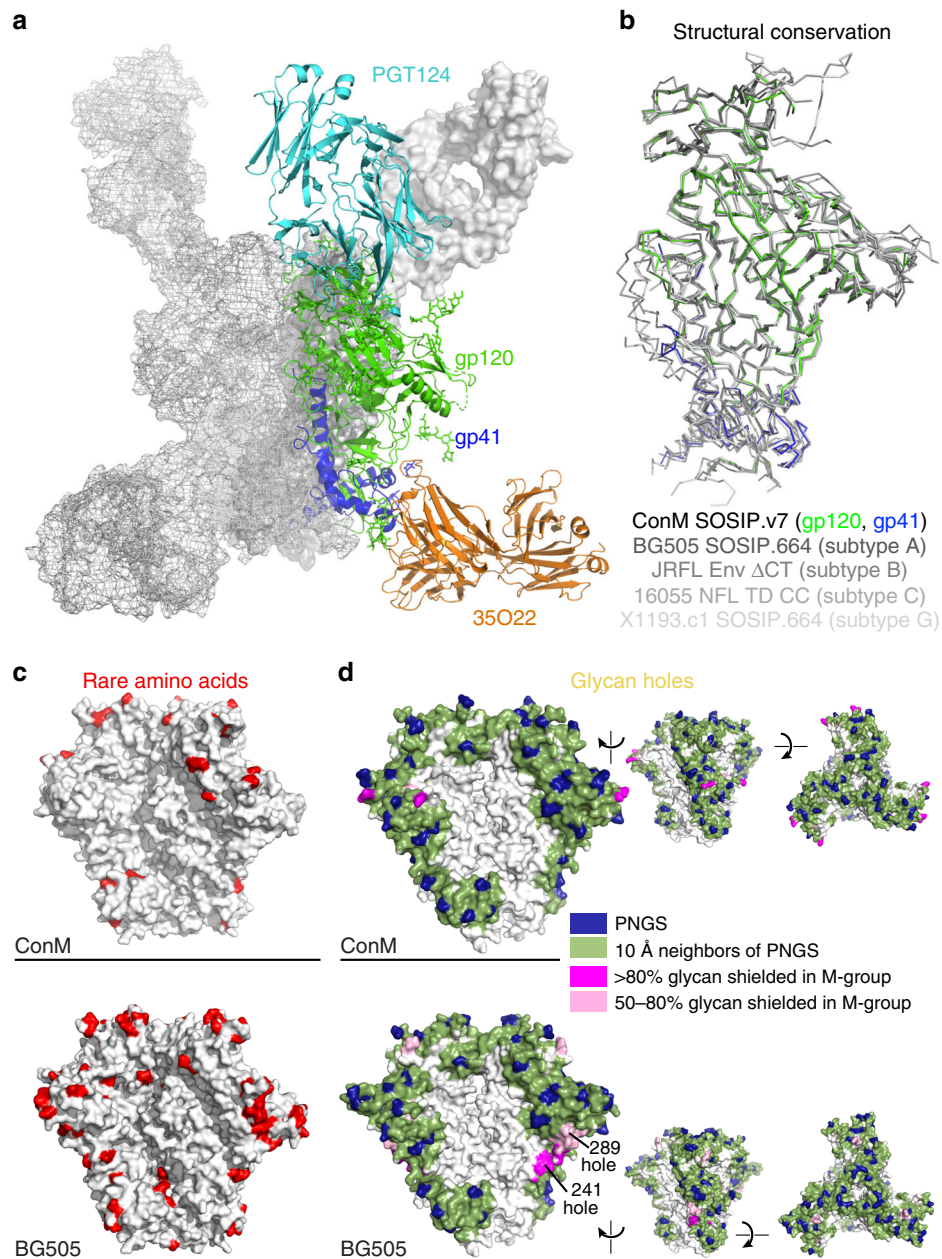 a
PGT124
gp120
gp41
35O22
b
Structural conservation
ConM SOSIP.v7 (gp120, gp41)
BG505 SOSIP.664 (subtype A)
JRFL Env ΔCT (subtype B)
16055 NFL TD CC (subtype C)
X1193.c1 SOSIP.664 (subtype G)
c
Rare amino acids
ConM
BG505
d
Glycan holes
ConM
PNGS
10 Å neighbors of PNGS
>80% glycan shielded in M-group
50–80% glycan shielded in M-group
289
hole
241
hole
BG505